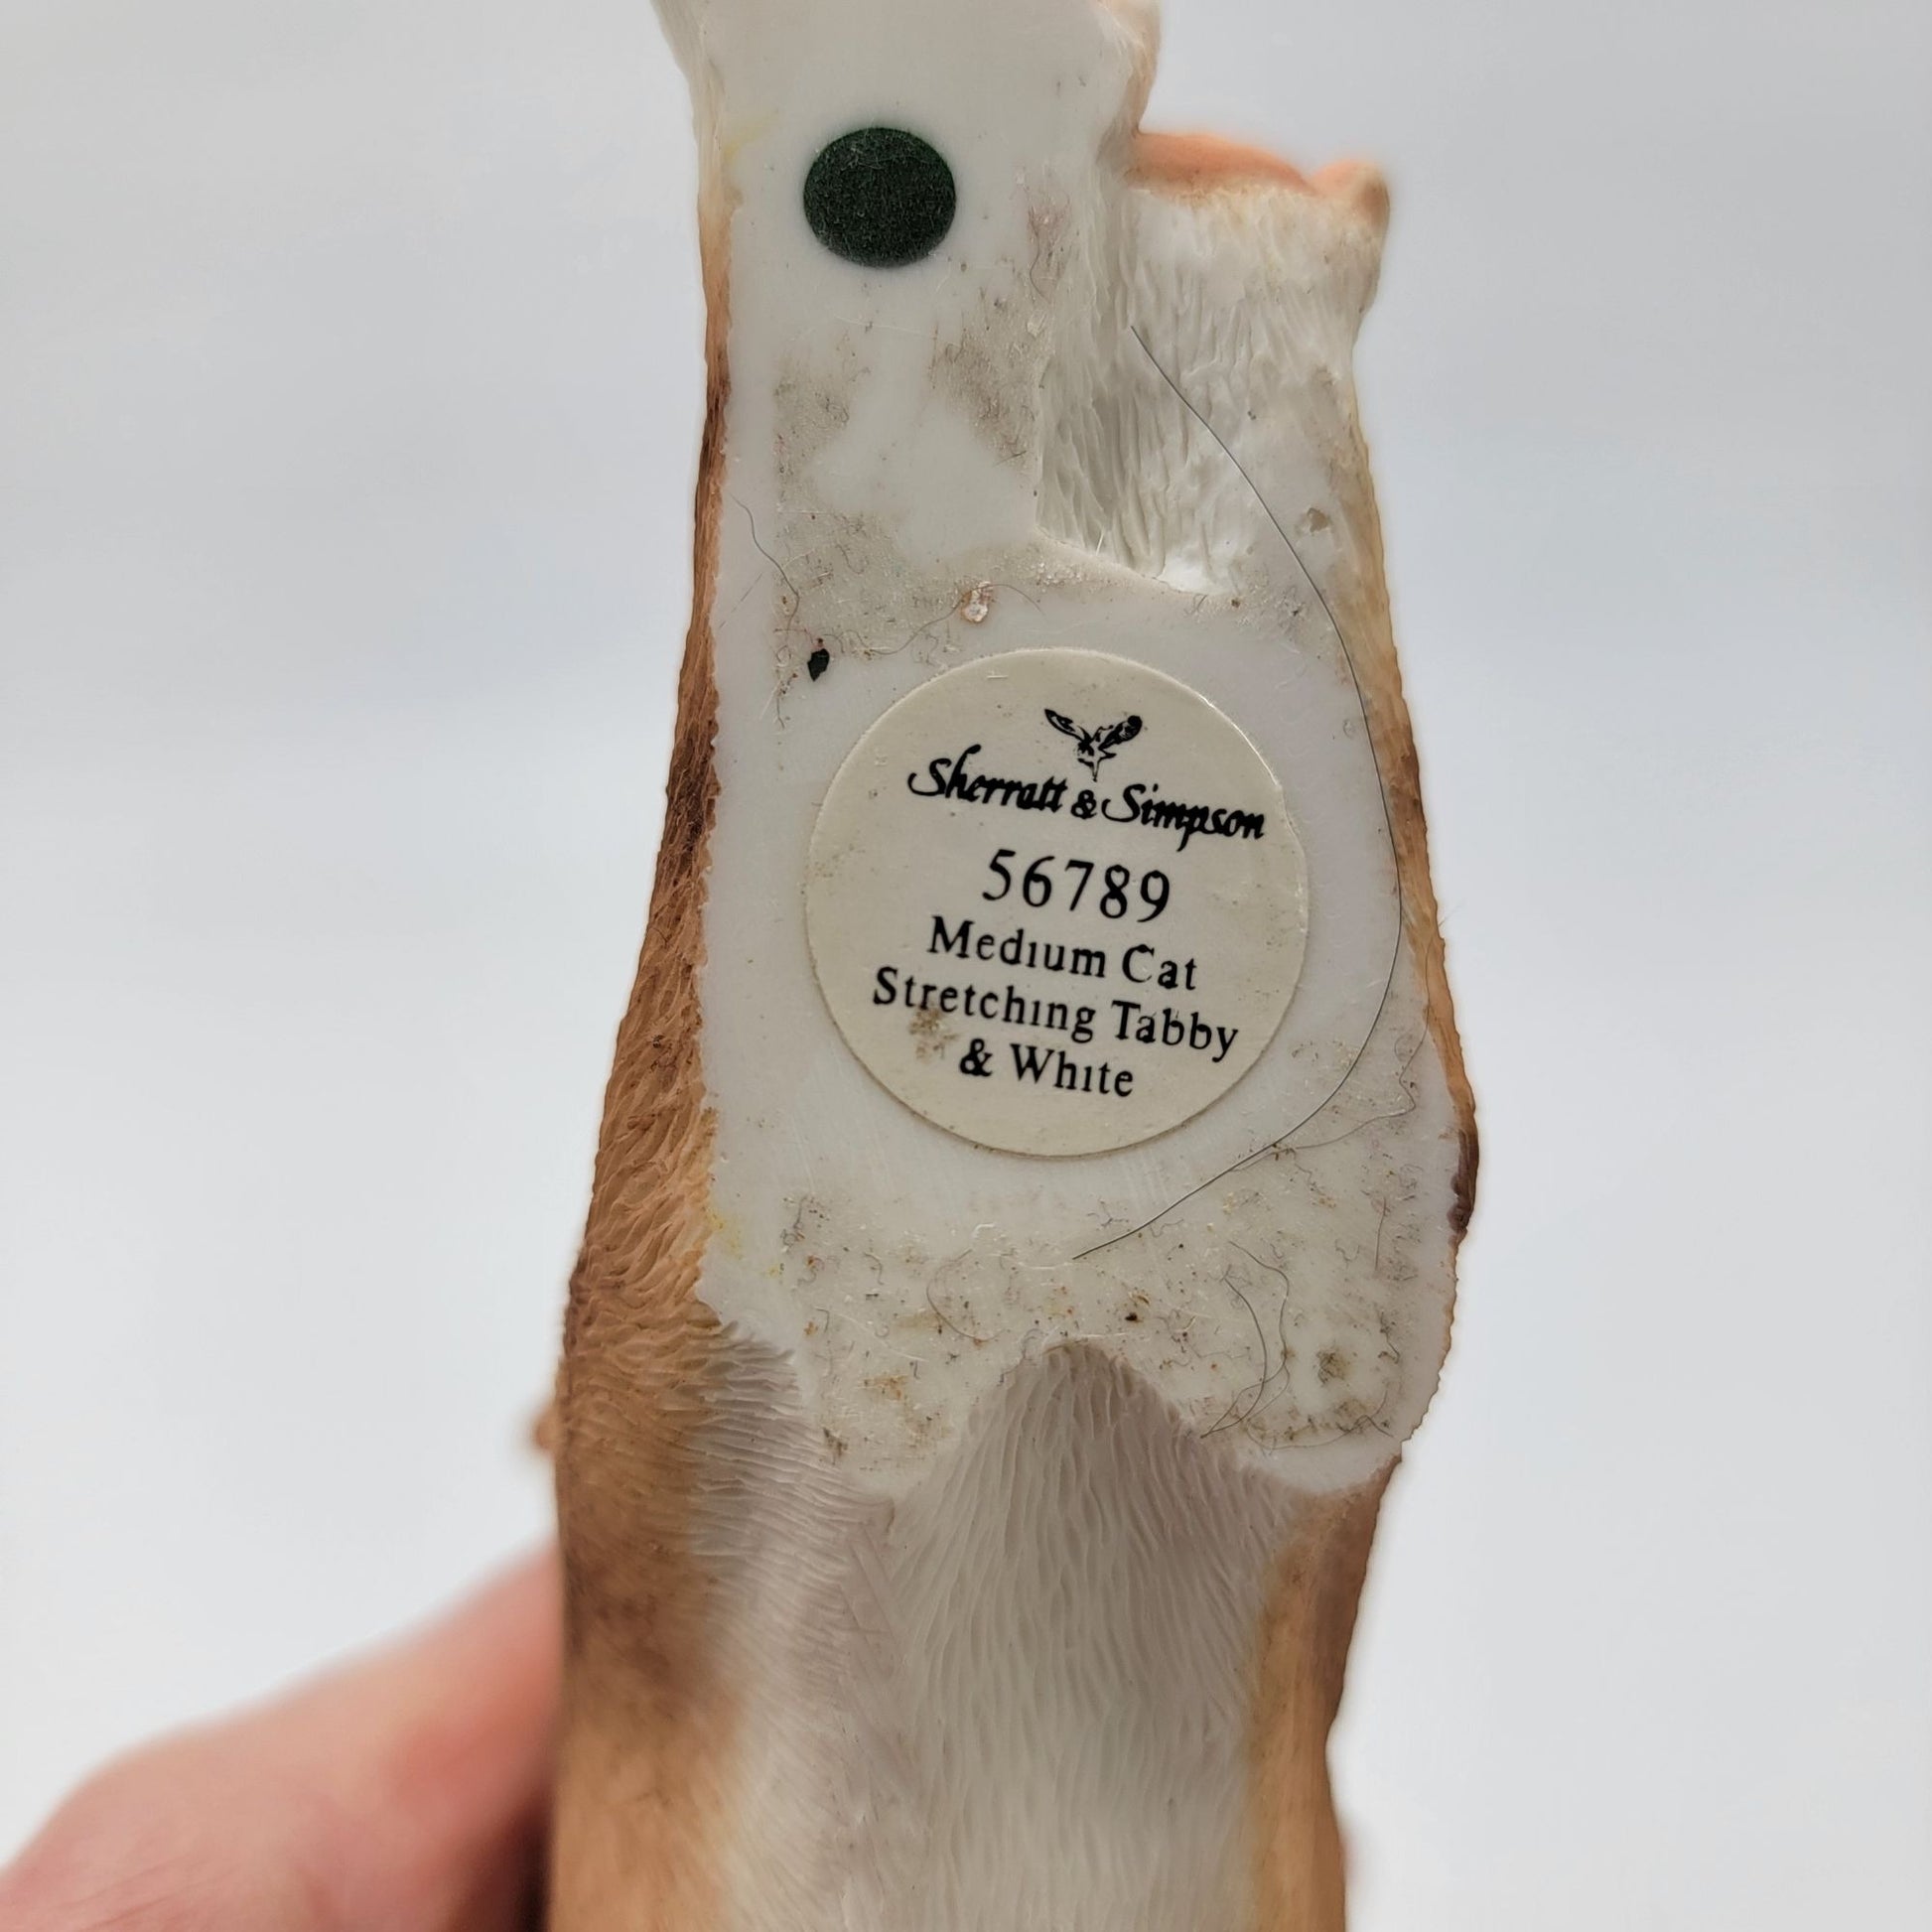 Sherratt & Simpson
56789
Medium Cat
Stretching Tabby
& White